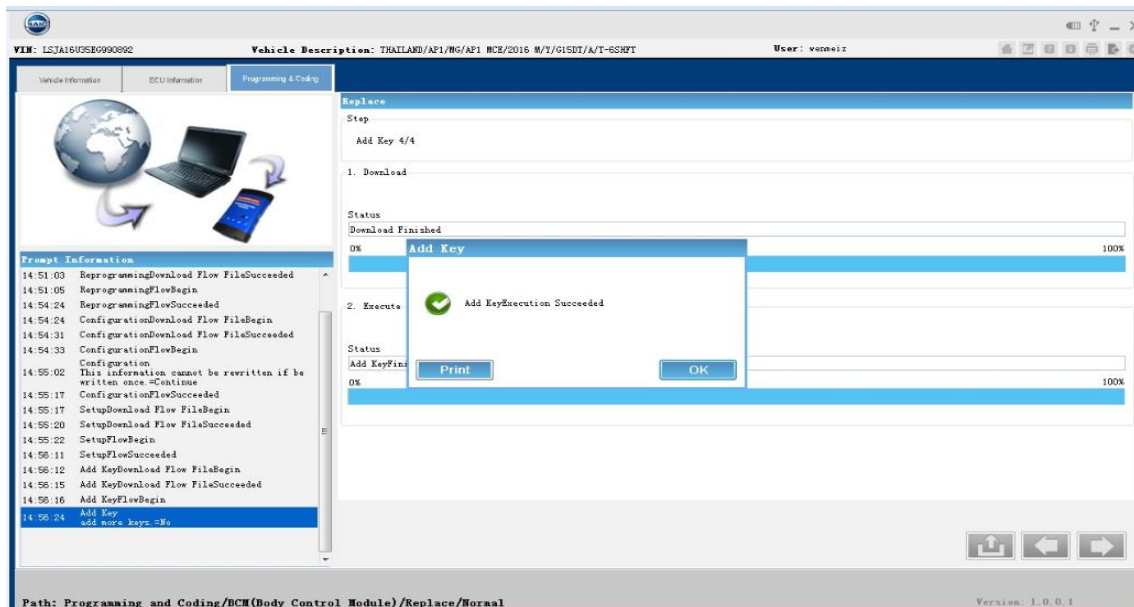 SAIC
VIN: LSJA16U35EG990892 Vehicle Description: THAILAND/AP1/MG/AP1 MCE/2016 M/Y/G15DT/A/T-6SHFT User: wenmeiz
Vehicle Information ECU Information Programming & Coding
Replace
Step
Add Key 4/4
1. Download
Status
Download Finished
0% 100%
Add Key
Add KeyExecution Succeeded
Print OK
2. Execute
Status
Add KeyFini
0% 100%
Prompt Information
14:51:03 ReprogrammingDownload Flow FileSucceeded
14:51:05 ReprogrammingFlowBegin
14:54:24 ReprogrammingFlowSucceeded
14:54:24 ConfigurationDownload Flow FileBegin
14:54:31 ConfigurationDownload Flow FileSucceeded
14:54:33 ConfigurationFlowBegin
Configuration
14:55:02 This information cannot be rewritten if be
written once.=Continue
14:55:17 ConfigurationFlowSucceeded
14:55:17 SetupDownload Flow FileBegin
14:55:20 SetupDownload Flow FileSucceeded
14:55:22 SetupFlowBegin
14:56:11 SetupFlowSucceeded
14:56:12 Add KeyDownload Flow FileBegin
14:56:15 Add KeyDownload Flow FileSucceeded
14:56:16 Add KeyFlowBegin
14:56:24 Add Key
add more keys.=No
Path: Programming and Coding/BCM(Body Control Module)/Replace/Normal Version: 1.0.0.1